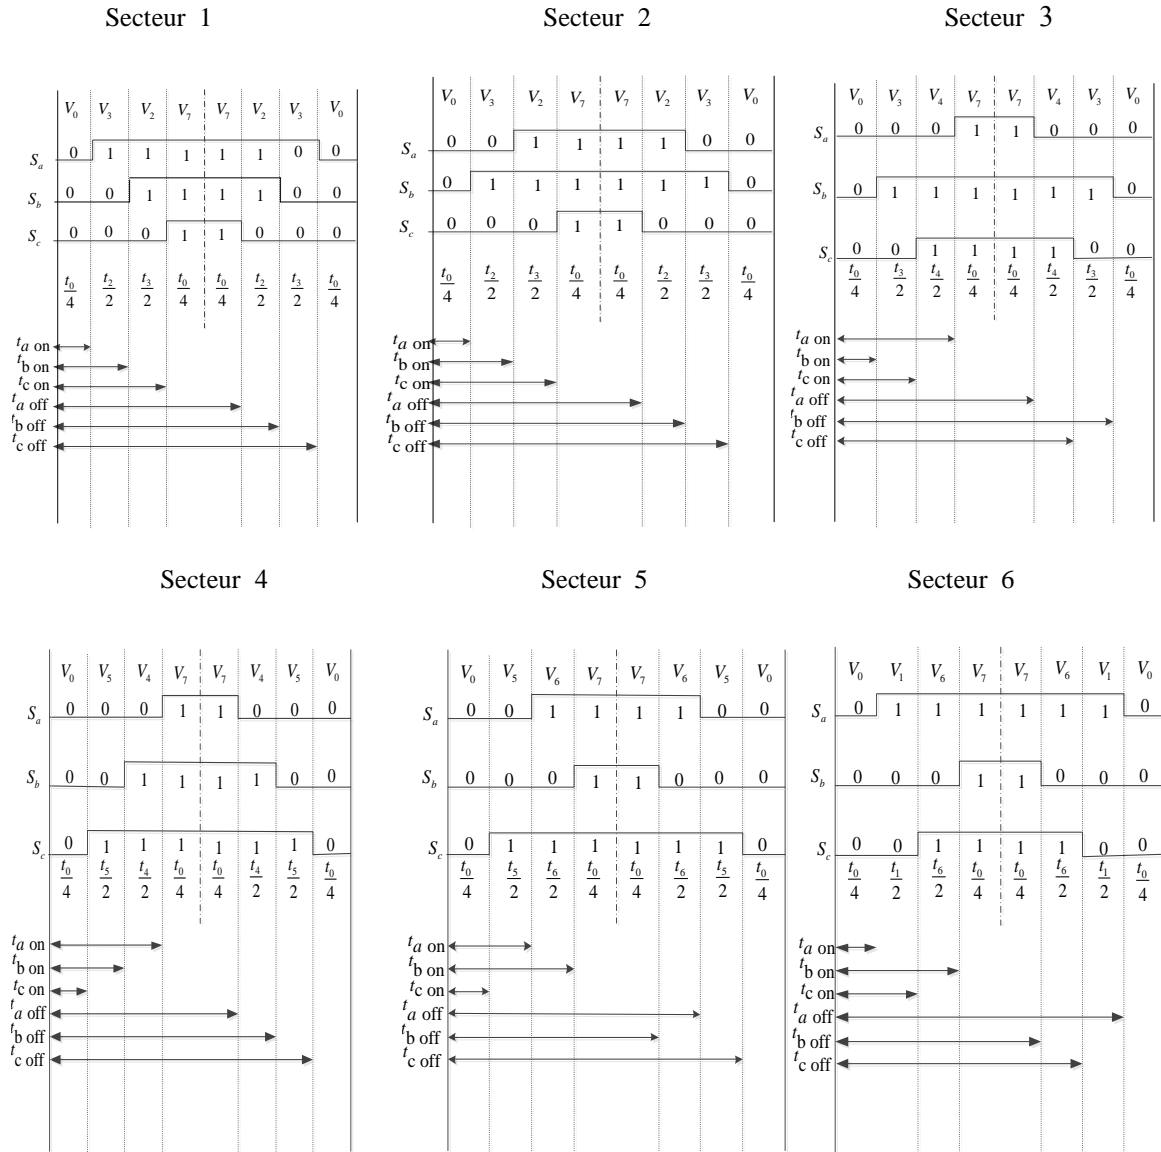 Secteur 1
V0 V3 V2 V7 V7 V2 V3 V0
Sa 0 1 1 1 1 1 0 0
Sb 0 0 1 1 1 1 0 0
Sc 0 0 0 1 1 0 0 0
t0/4 t2/2 t3/2 t0/4 t0/4 t2/2 t3/2 t0/4
ta on
tb on
tc on
ta off
tb off
tc off
Secteur 2
V0 V3 V2 V7 V7 V2 V3 V0
Sa 0 0 1 1 1 1 0 0
Sb 0 1 1 1 1 1 1 0
Sc 0 0 0 1 1 0 0 0
t0/4 t2/2 t3/2 t0/4 t0/4 t2/2 t3/2 t0/4
ta on
tb on
tc on
ta off
tb off
tc off
Secteur 3
V0 V3 V4 V7 V7 V4 V3 V0
Sa 0 0 0 1 1 0 0 0
Sb 0 1 1 1 1 1 1 0
Sc 0 0 1 1 1 1 0 0
t0/4 t3/2 t4/2 t0/4 t0/4 t4/2 t3/2 t0/4
ta on
tb on
tc on
ta off
tb off
tc off
Secteur 4
V0 V5 V4 V7 V7 V4 V5 V0
Sa 0 0 0 1 1 0 0 0
Sb 0 0 1 1 1 1 0 0
Sc 0 1 1 1 1 1 1 0
t0/4 t5/2 t4/2 t0/4 t0/4 t4/2 t5/2 t0/4
ta on
tb on
tc on
ta off
tb off
tc off
Secteur 5
V0 V5 V6 V7 V7 V6 V5 V0
Sa 0 0 1 1 1 1 0 0
Sb 0 0 0 1 1 0 0 0
Sc 0 1 1 1 1 1 1 0
t0/4 t5/2 t6/2 t0/4 t0/4 t6/2 t5/2 t0/4
ta on
tb on
tc on
ta off
tb off
tc off
Secteur 6
V0 V1 V6 V7 V7 V6 V1 V0
Sa 0 1 1 1 1 1 1 0
Sb 0 0 0 1 1 0 0 0
Sc 0 0 1 1 1 1 0 0
t0/4 t1/2 t6/2 t0/4 t0/4 t6/2 t1/2 t0/4
ta on
tb on
tc on
ta off
tb off
tc off